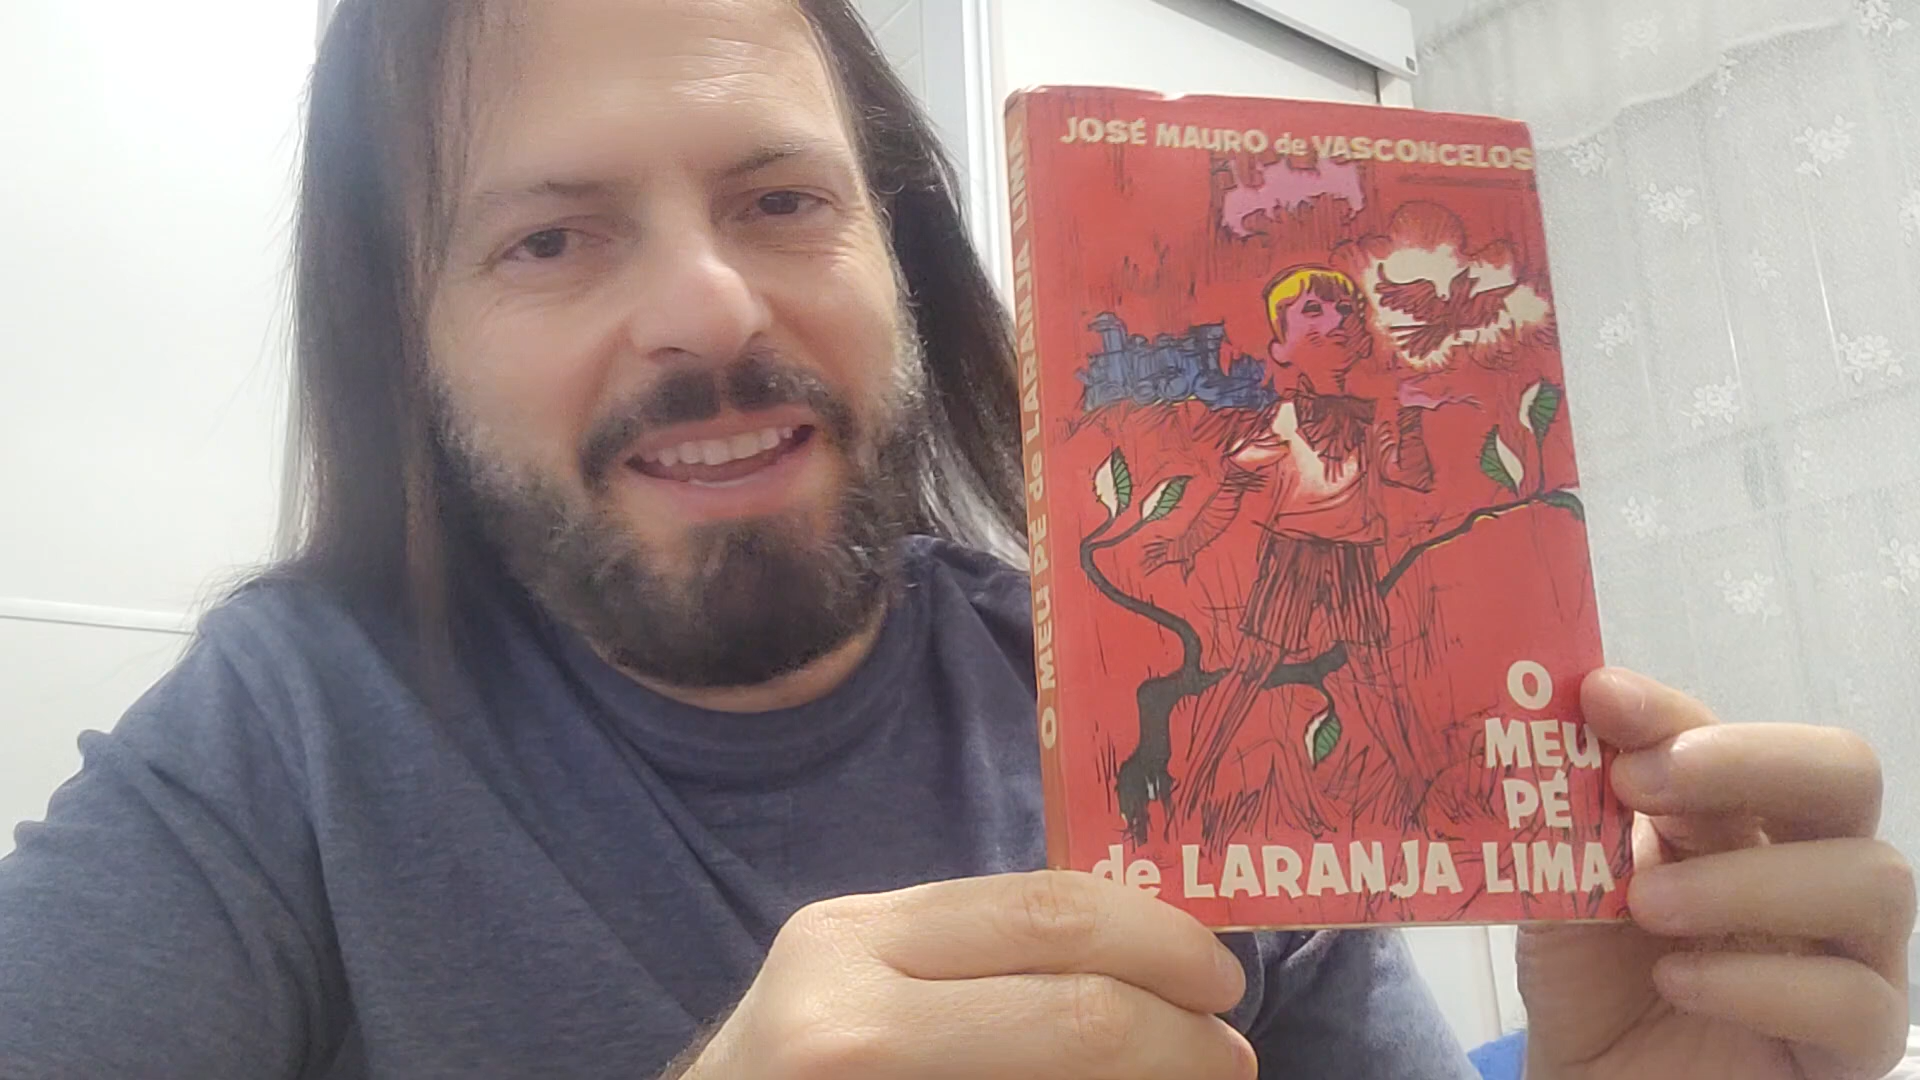 JOSÉ MAURO de VASCONCELOS
O MEU PÉ de LARANJA LIMA
O
MEU
PÉ
de LARANJA LIMA